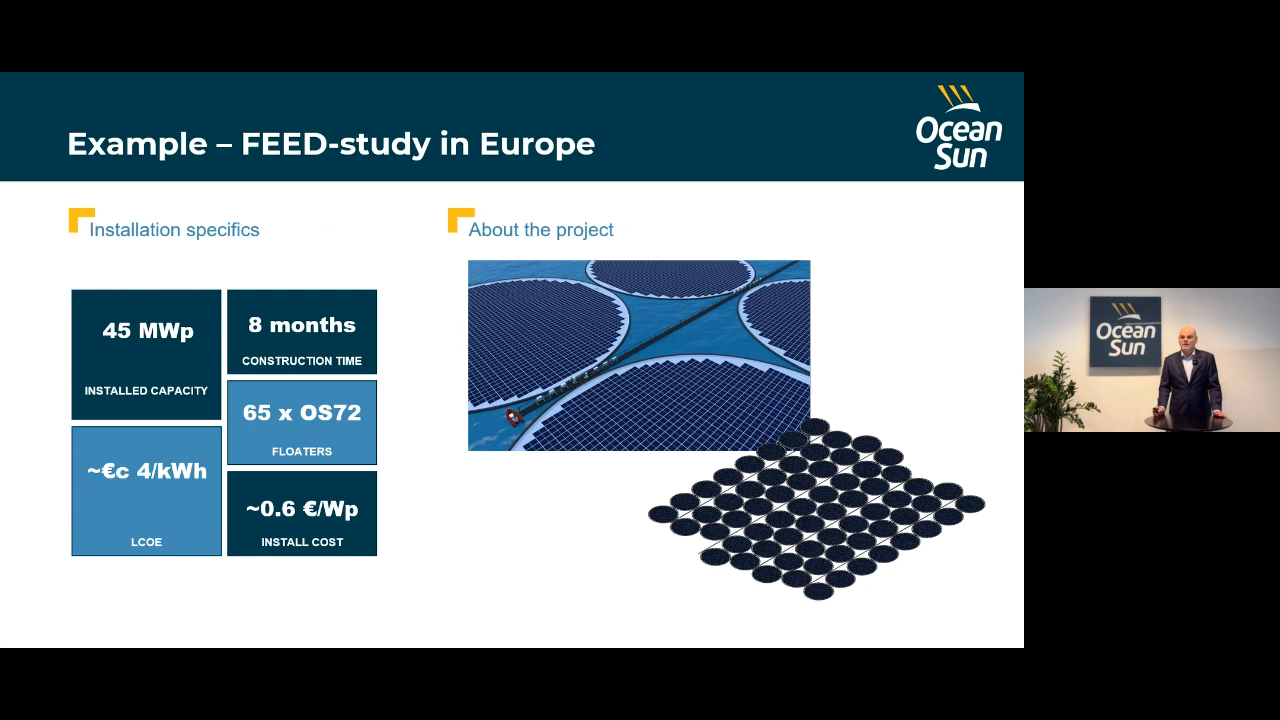 Example – FEED-study in Europe
Ocean
Sun
Installation specifics
45 MWp
INSTALLED CAPACITY
8 months
CONSTRUCTION TIME
65 x OS72
FLOATERS
~€c 4/kWh
LCOE
~0.6 €/Wp
INSTALL COST
About the project
Ocean
Sun